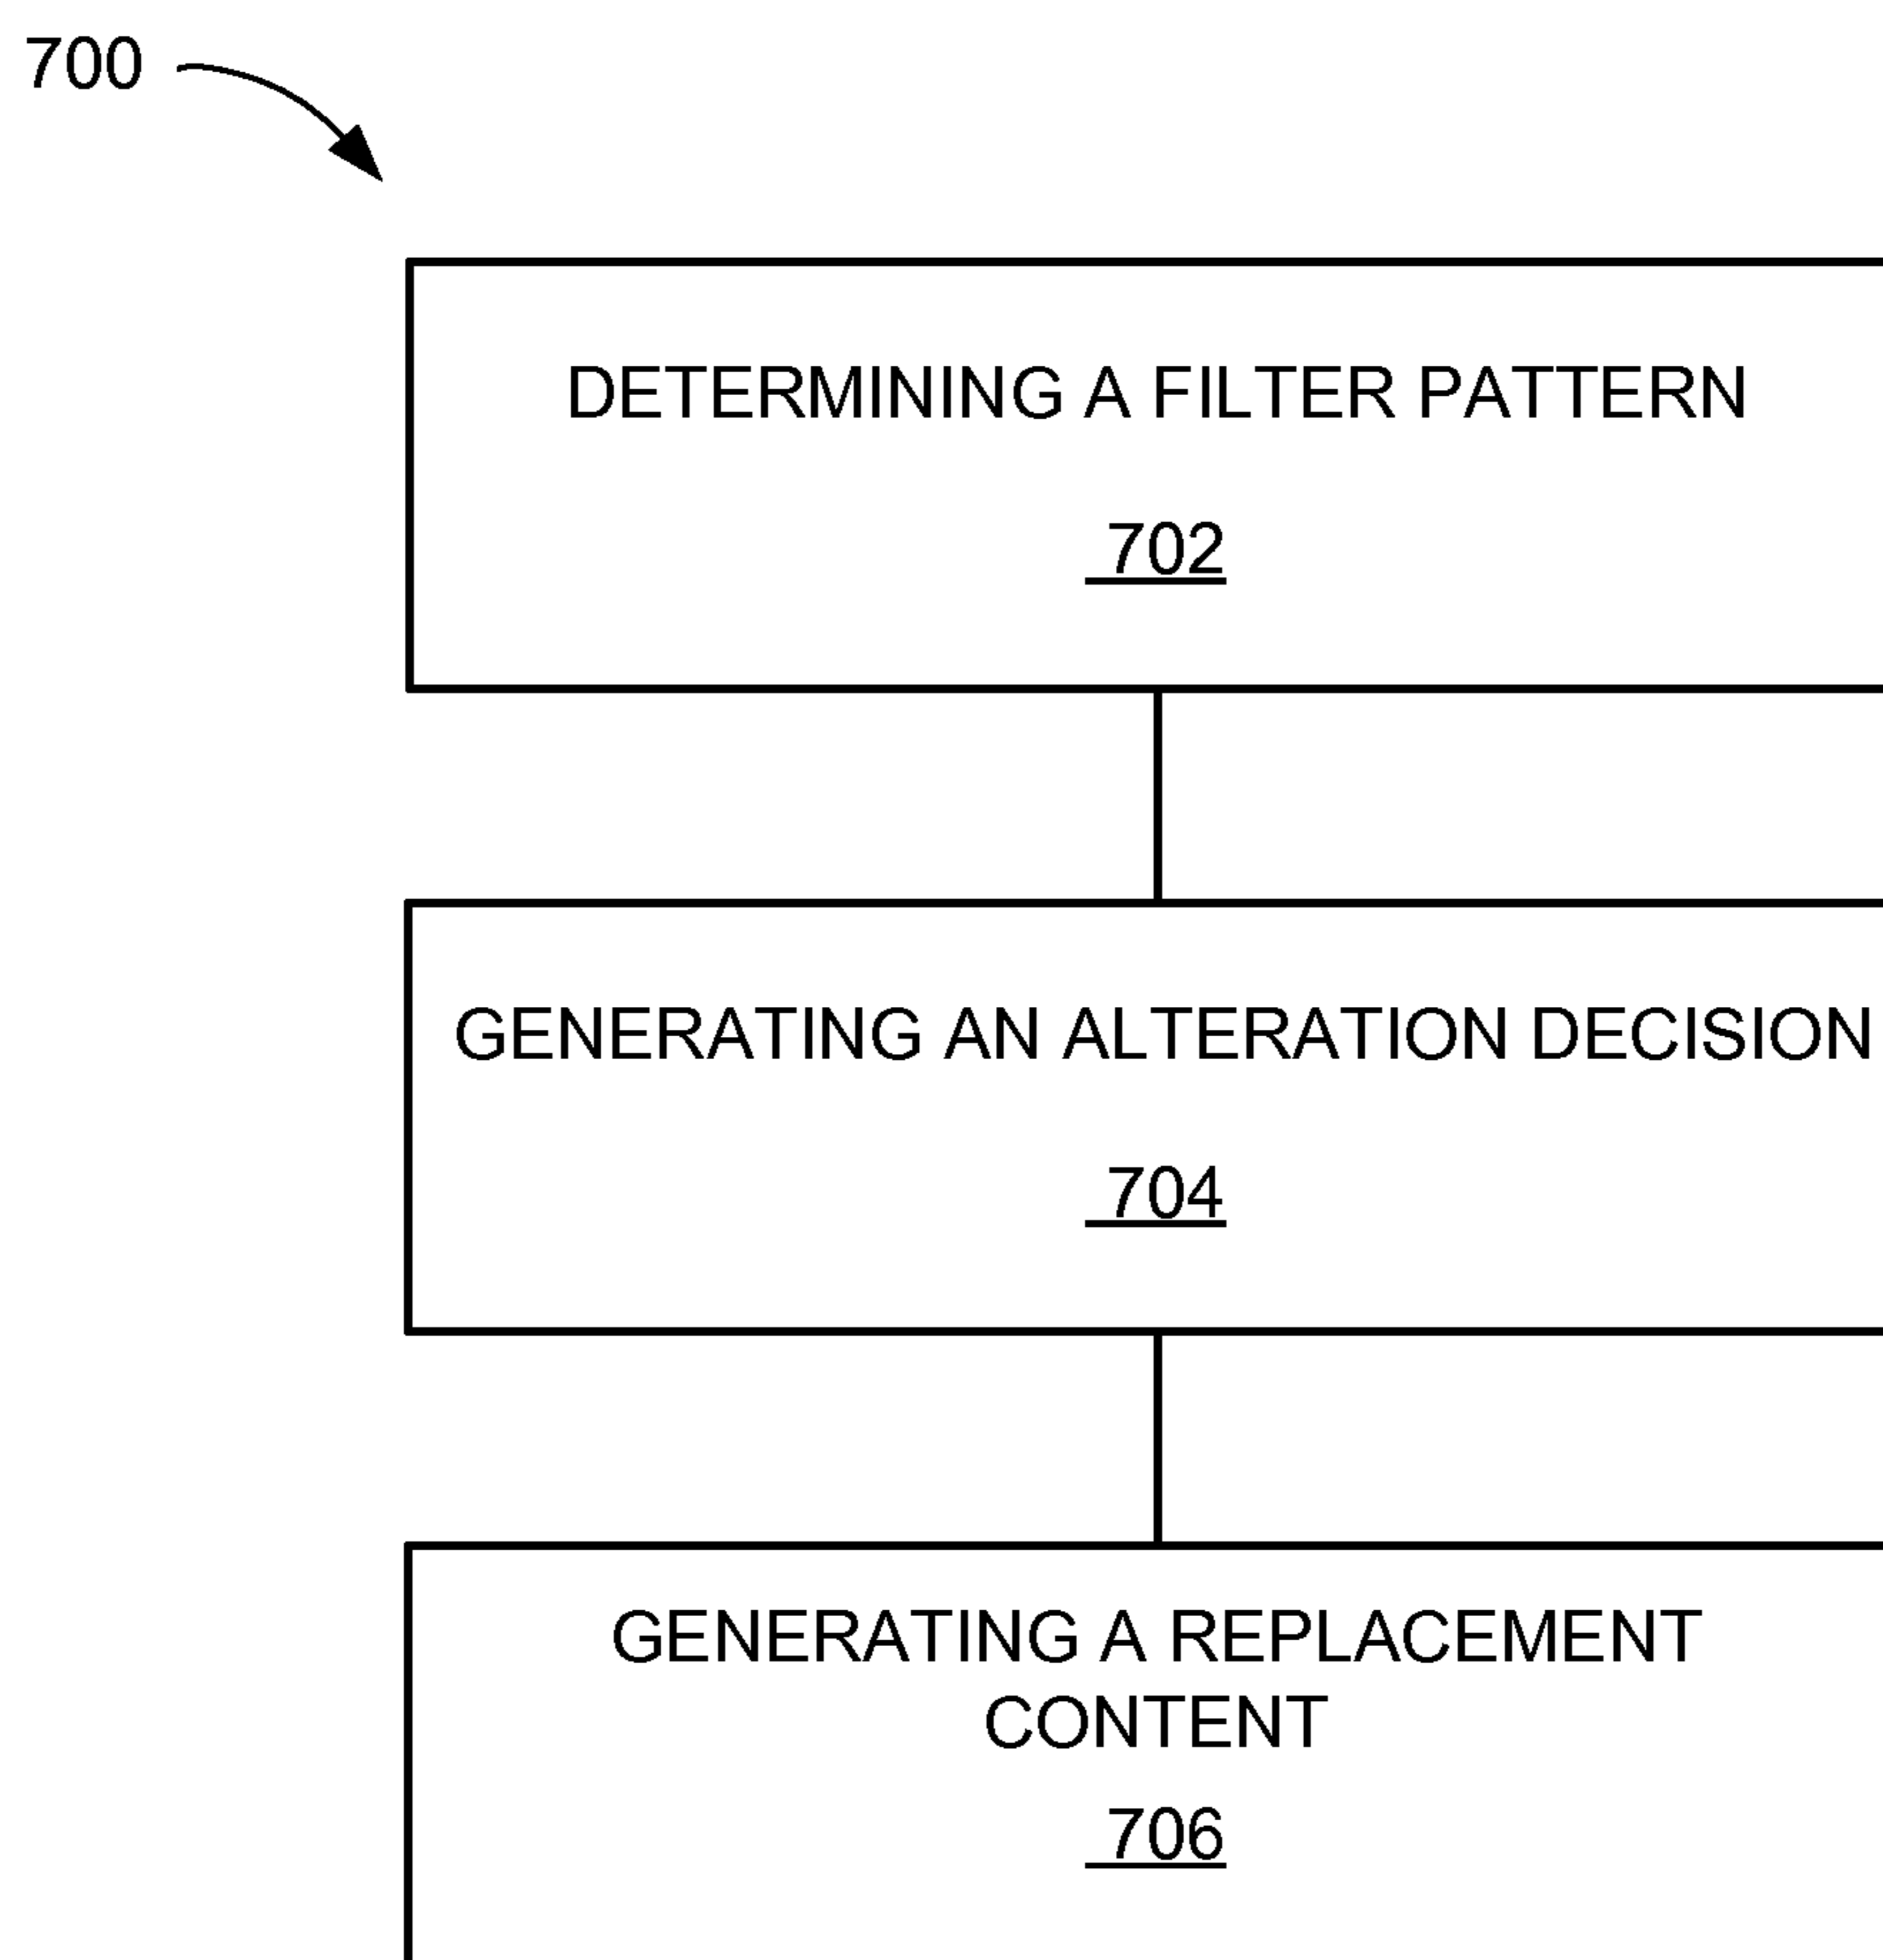 700
DETERMINING A FILTER PATTERN
702
GENERATING AN ALTERATION DECISION
704
GENERATING A REPLACEMENT
CONTENT
706